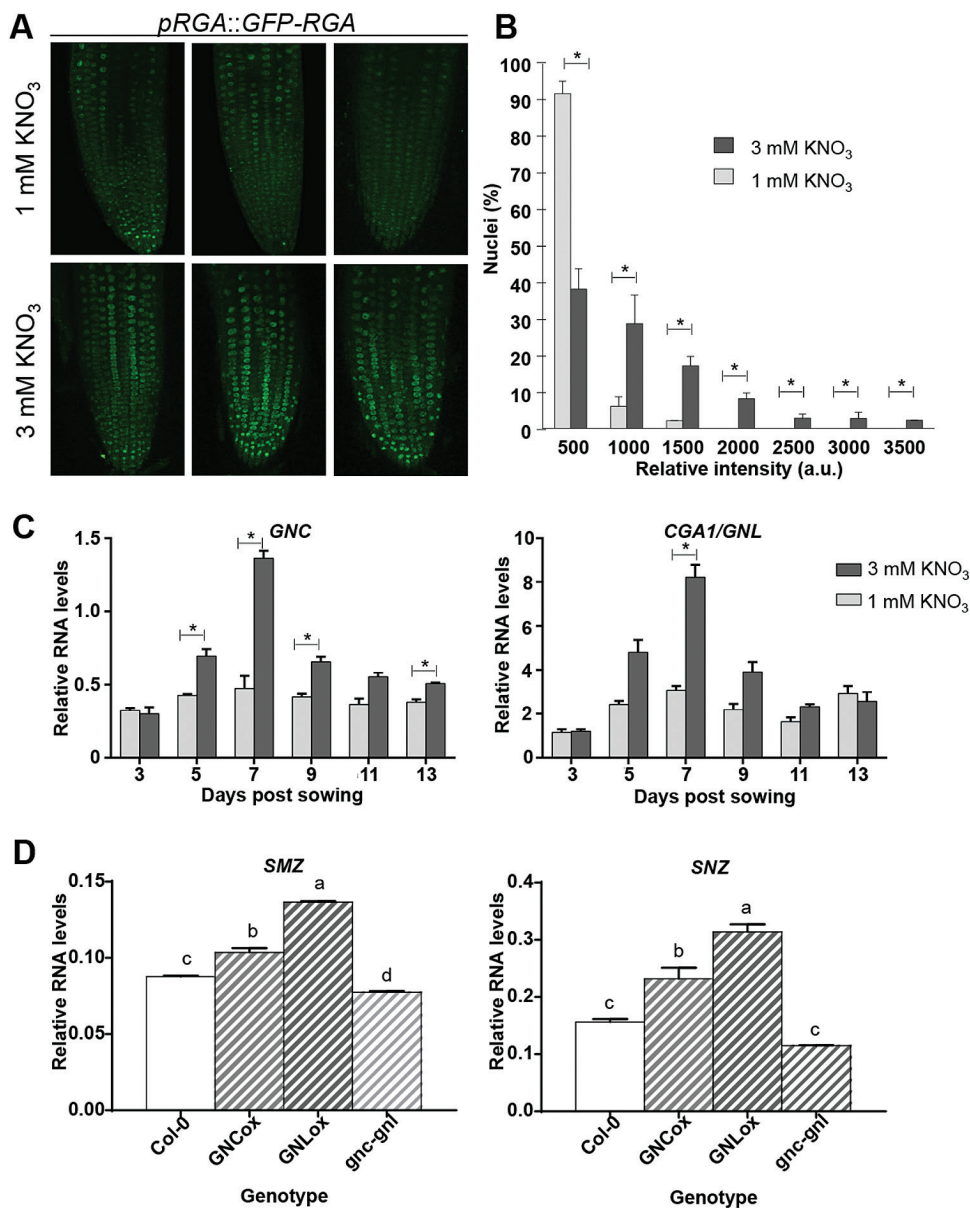 A
pRGA::GFP-RGA
1 mM KNO3
3 mM KNO3
B
Nuclei (%)
100
90
80
70
60
50
40
30
20
10
0
*
*
*
*
*
*
*
3 mM KNO3
1 mM KNO3
500 1000 1500 2000 2500 3000 3500
Relative intensity (a.u.)
C
GNC
Relative RNA levels
1.5
1.0
0.5
0
*
*
*
*
3 5 7 9 11 13
Days post sowing
CGA1/GNL
Relative RNA levels
10
8
6
4
2
0
*
3 mM KNO3
1 mM KNO3
3 5 7 9 11 13
Days post sowing
D
SMZ
Relative RNA levels
0.15
0.10
0.05
0.00
c
b
a
d
Col-0
GNCox
GNLox
gnc-gnl
Genotype
SNZ
Relative RNA levels
0.4
0.3
0.2
0.1
0.0
c
b
a
c
Col-0
GNCox
GNLox
gnc-gnl
Genotype